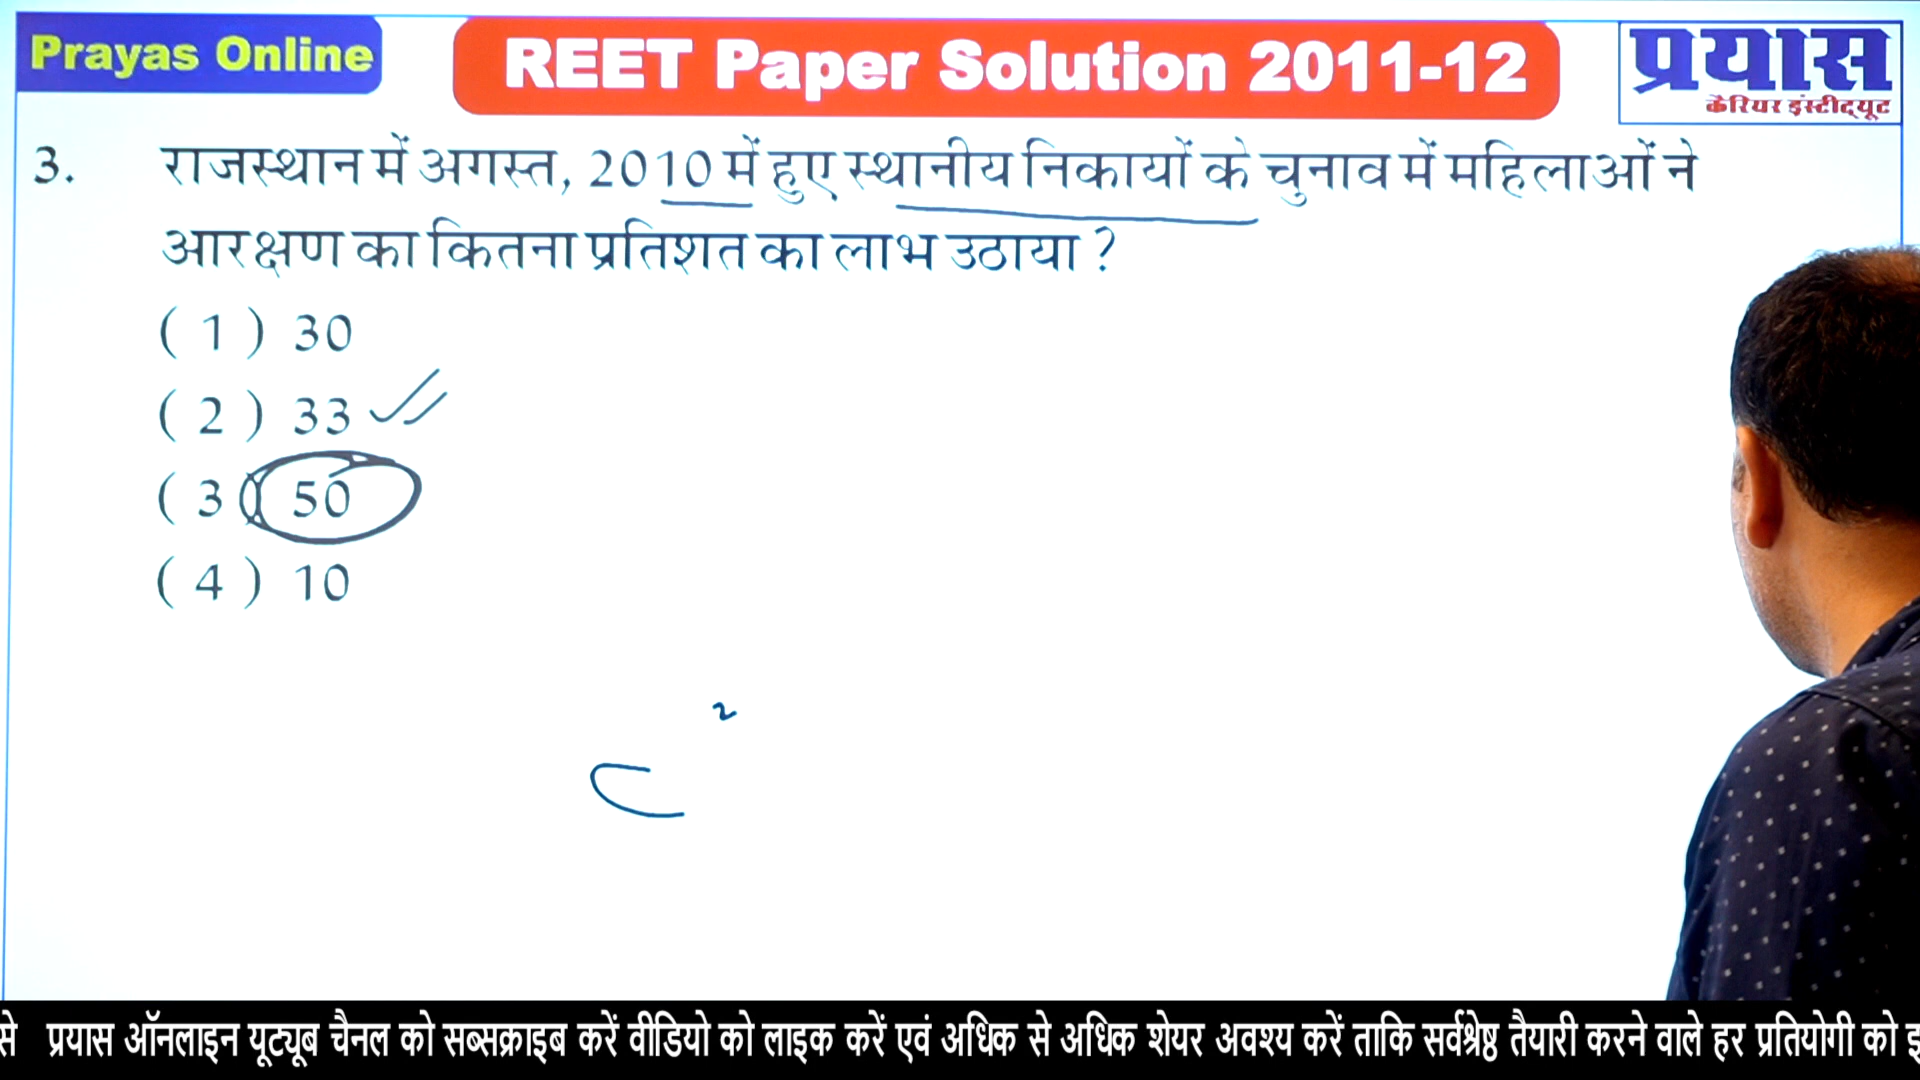 Prayas Online
REET Paper Solution 2011-12
प्रयास
कैरियर इंस्टीट्यूट
3. राजस्थान में अगस्त, 2010 में हुए स्थानीय निकायों के चुनाव में महिलाओं ने
आरक्षण का कितना प्रतिशत का लाभ उठाया ?
( 1 ) 30
( 2 ) 33
( 3 ) 50
( 4 ) 10
2
से प्रयास ऑनलाइन यूट्यूब चैनल को सब्सक्राइब करें वीडियो को लाइक करें एवं अधिक से अधिक शेयर अवश्य करें ताकि सर्वश्रेष्ठ तैयारी करने वाले हर प्रतियोगी को